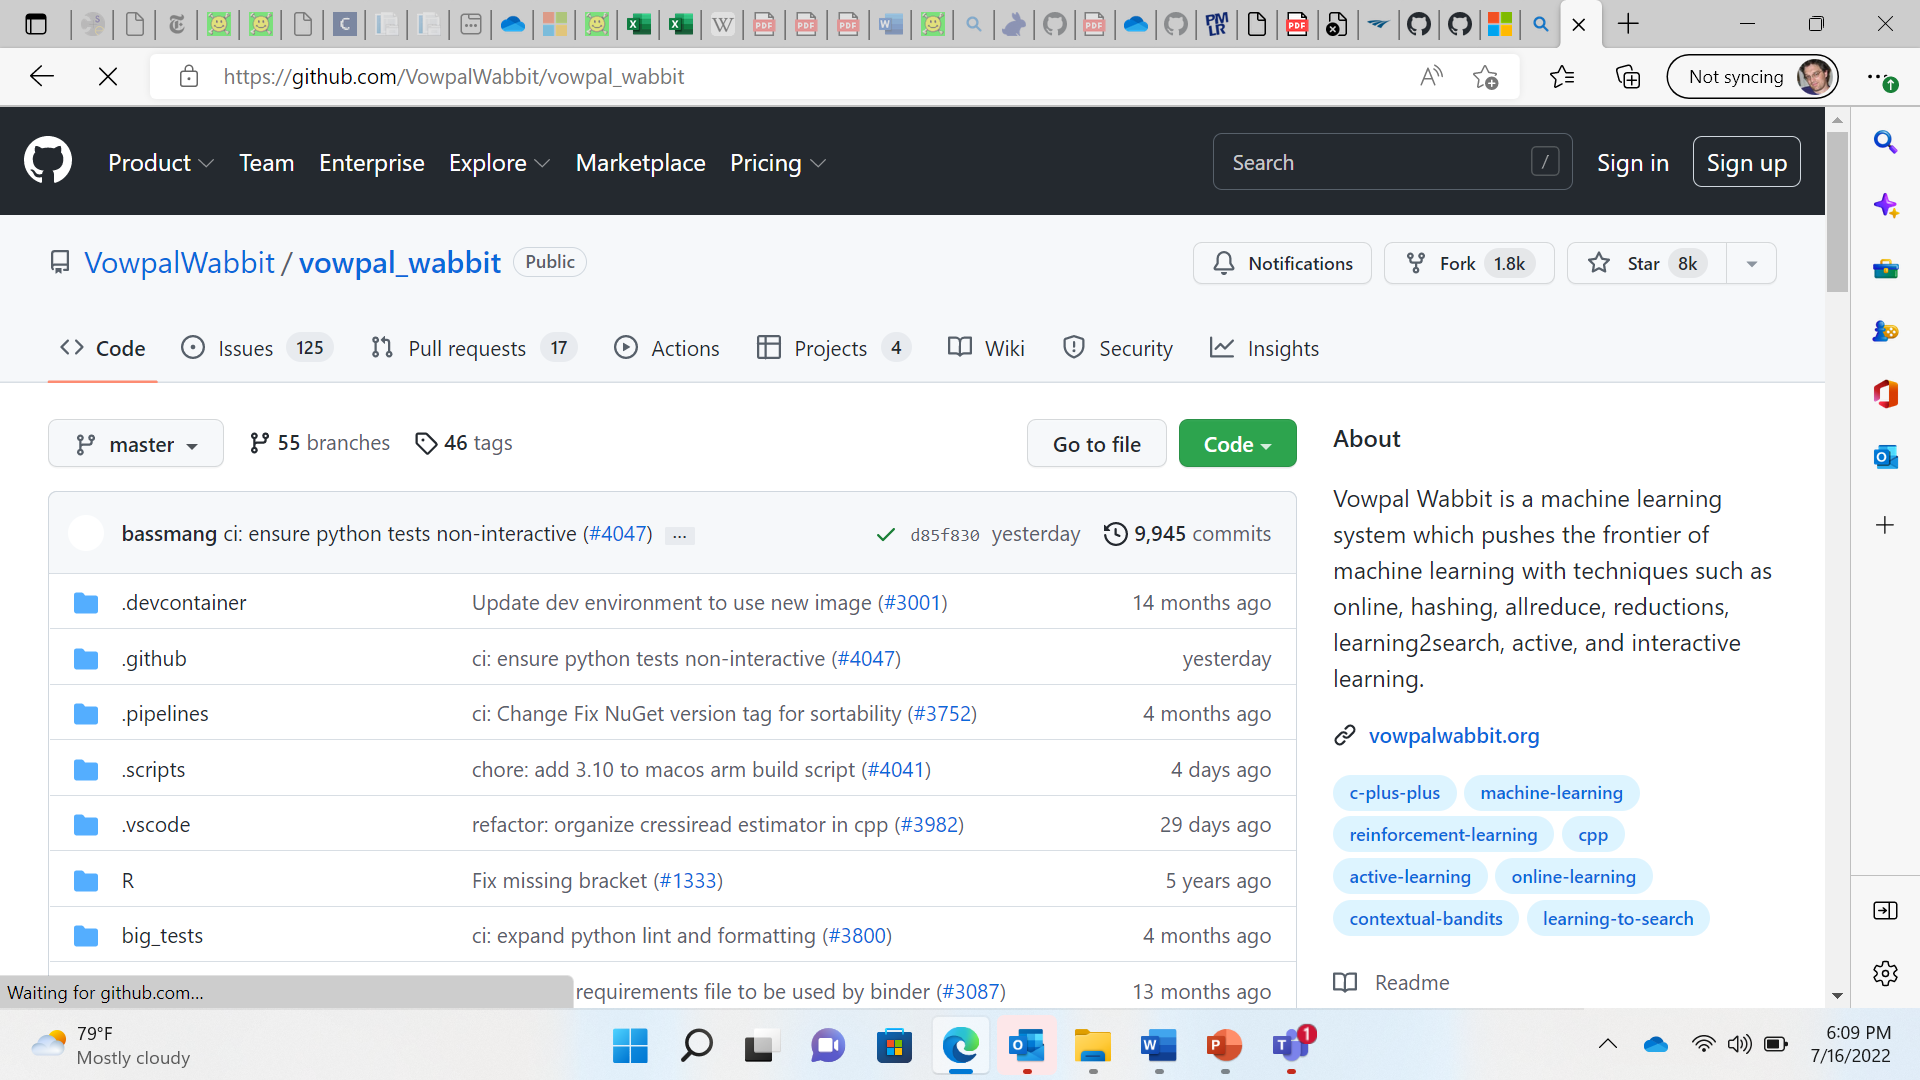 https://github.com/VowpalWabbit/vowpal_wabbit
Not syncing
Product Team Enterprise Explore Marketplace Pricing
Search /
Sign in Sign up
VowpalWabbit / vowpal_wabbit Public
Notifications Fork 1.8k Star 8k
Code Issues 125 Pull requests 17 Actions Projects 4 Wiki Security Insights
master 55 branches 46 tags
Go to file Code
bassmang ci: ensure python tests non-interactive (#4047) ... d85f830 yesterday 9,945 commits
.devcontainer Update dev environment to use new image (#3001) 14 months ago
.github ci: ensure python tests non-interactive (#4047) yesterday
.pipelines ci: Change Fix NuGet version tag for sortability (#3752) 4 months ago
.scripts chore: add 3.10 to macos arm build script (#4041) 4 days ago
.vscode refactor: organize cressiread estimator in cpp (#3982) 29 days ago
R Fix missing bracket (#1333) 5 years ago
big_tests ci: expand python lint and formatting (#3800) 4 months ago
requirements file to be used by binder (#3087) 13 months ago
About
Vowpal Wabbit is a machine learning
system which pushes the frontier of
machine learning with techniques such as
online, hashing, allreduce, reductions,
learning2search, active, and interactive
learning.
vowpalwabbit.org
c-plus-plus machine-learning
reinforcement-learning cpp
active-learning online-learning
contextual-bandits learning-to-search
Readme
Waiting for github.com...
79°F
Mostly cloudy
1
6:09 PM
7/16/2022